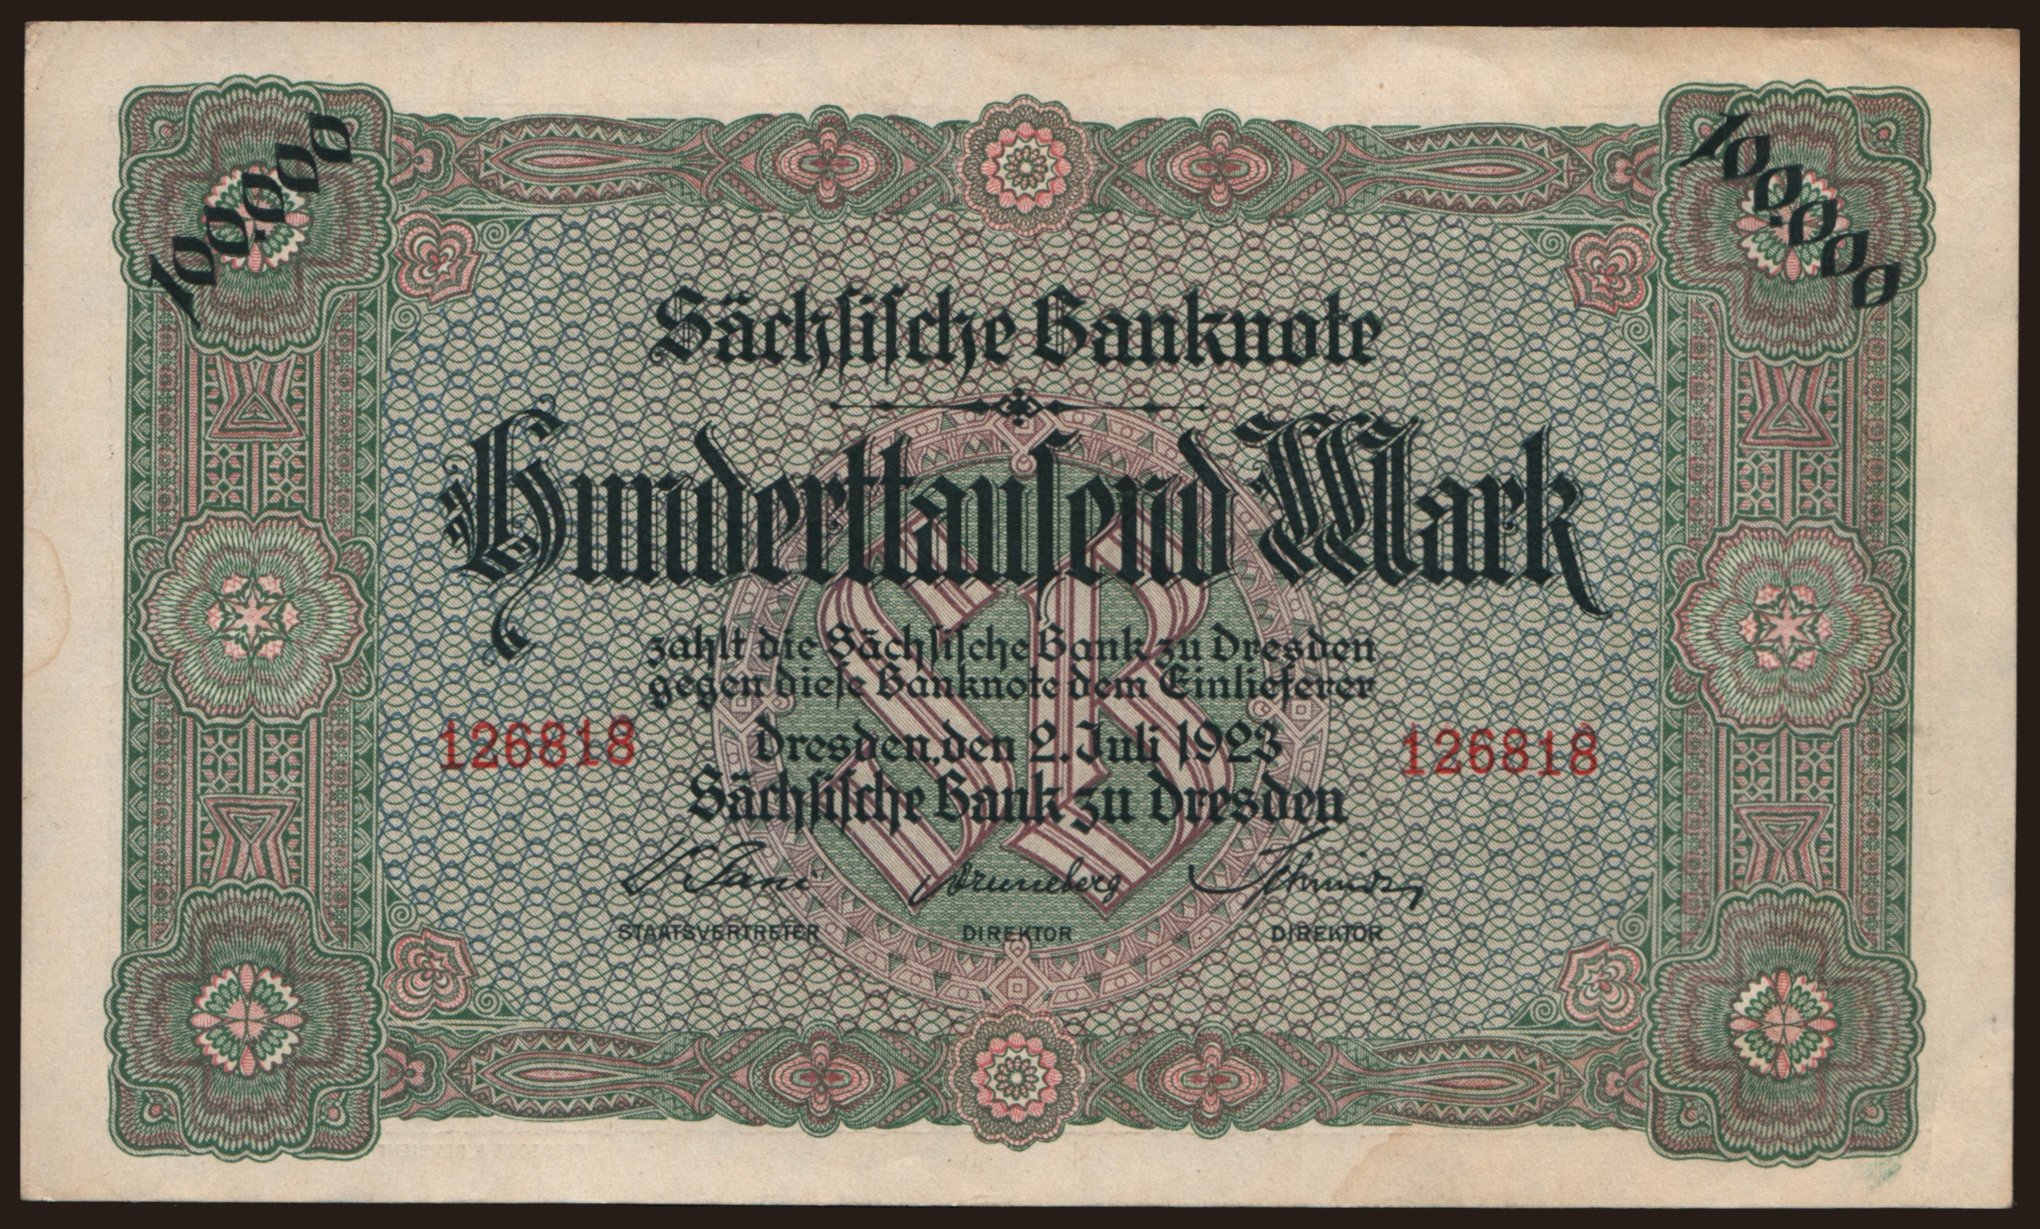 100.000
100.000
Sächsische Banknote
Hunderttausend Mark
zahlt die Sächsische Bank zu Dresden
gegen diese Banknote dem Einlieferer
126818
Dresden, den 2. Juli 1923
126818
Sächsische Bank zu Dresden
SB
STAATSVERTRETER DIREKTOR DIREKTOR